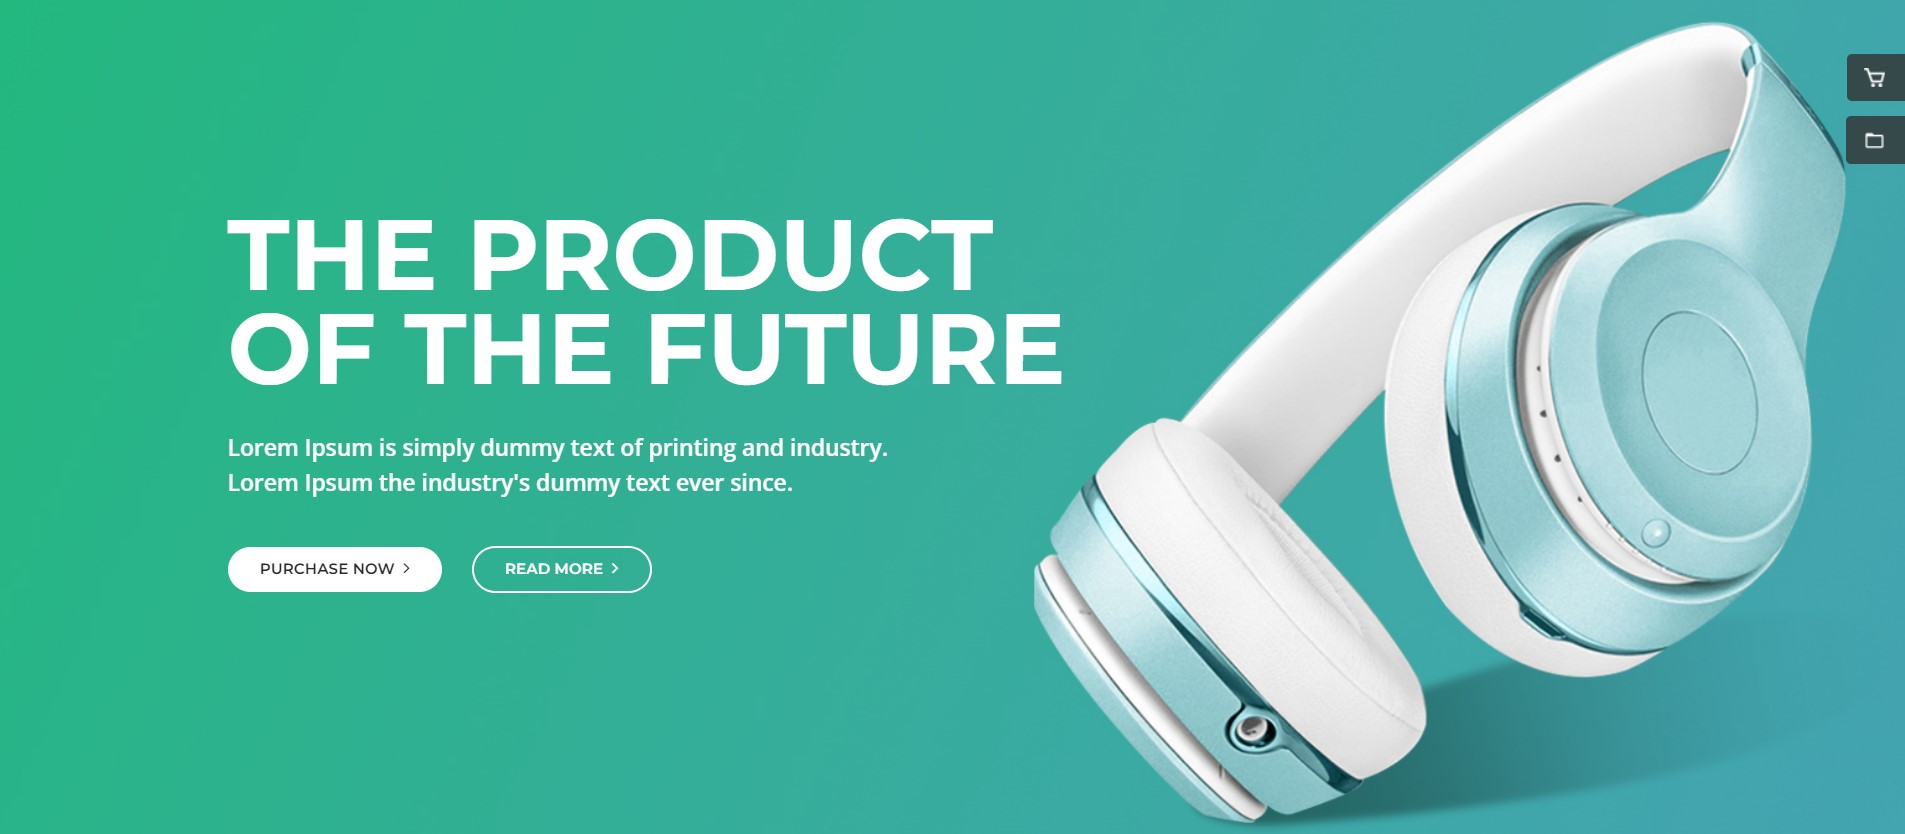 THE PRODUCT
OF THE FUTURE
Lorem Ipsum is simply dummy text of printing and industry.
Lorem Ipsum the industry's dummy text ever since.
PURCHASE NOW
READ MORE